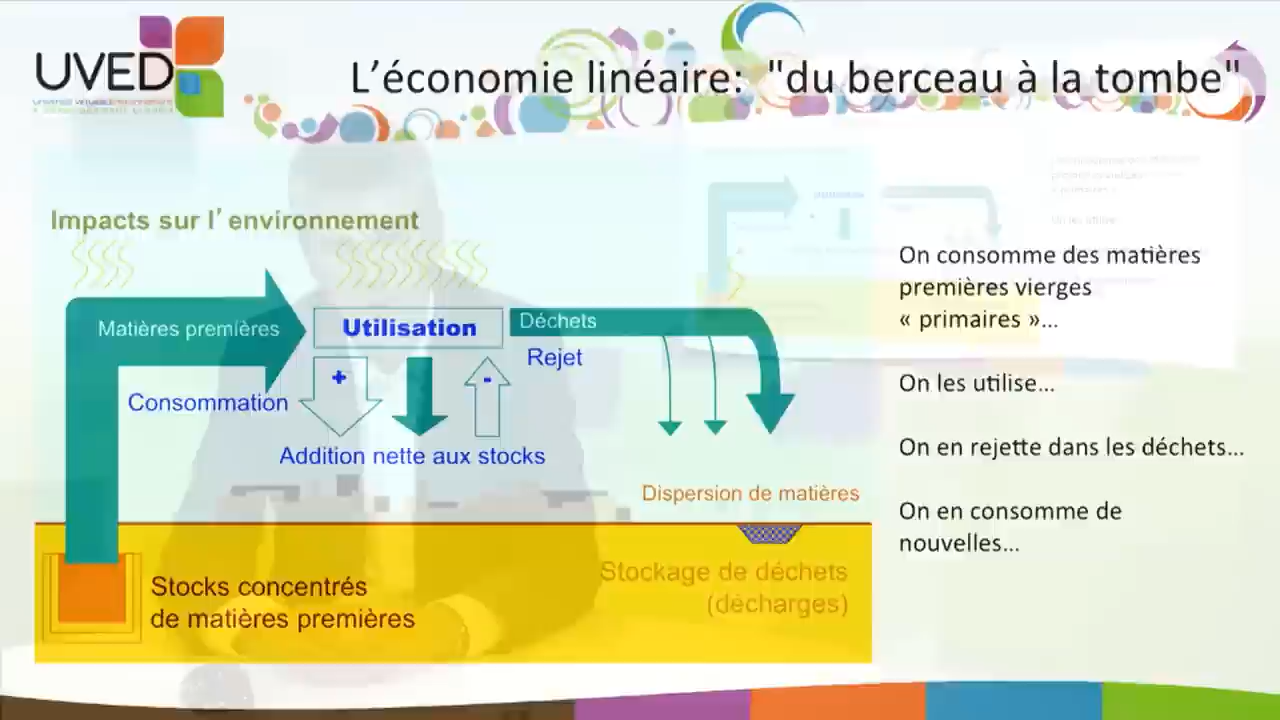 UVED
L'économie linéaire: "du berceau à la tombe"
Impacts sur l'environnement
Matières premières
Utilisation
Déchets
Rejet
+
-
Consommation
Addition nette aux stocks
Dispersion de matières
Stocks concentrés
de matières premières
Stockage de déchets
(décharges)
On consomme des matières
premières vierges
« primaires »...
On les utilise...
On en rejette dans les déchets...
On en consomme de
nouvelles...